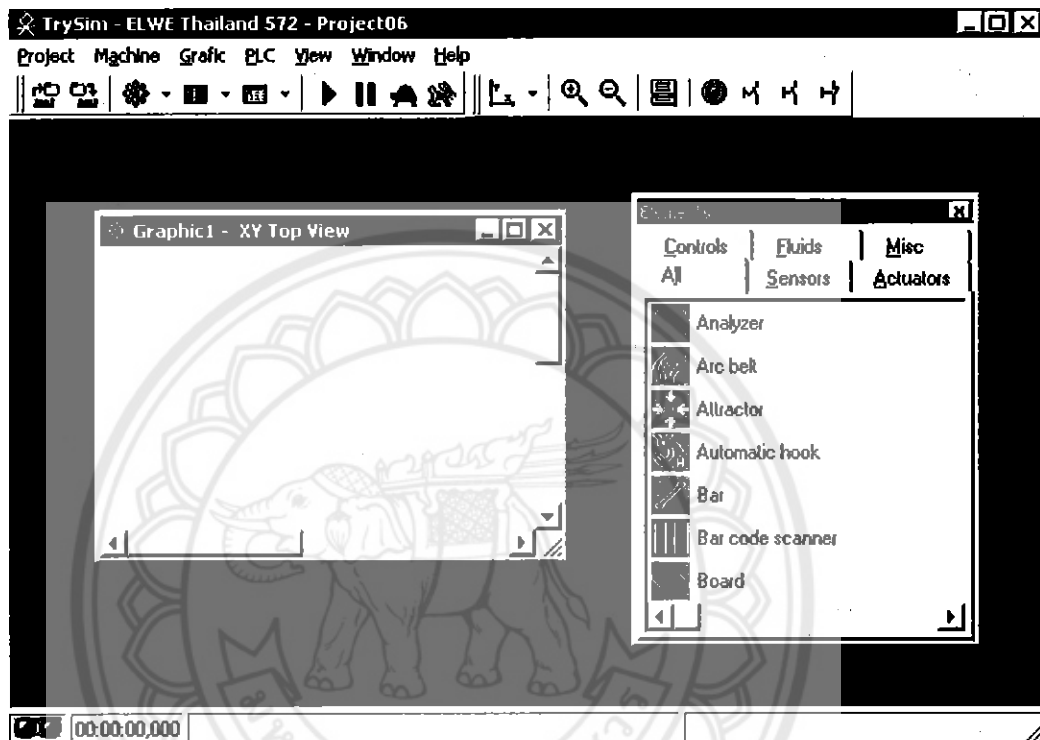 TrySim - ELWE Thailand 572 - Project06
Project Machine Grafic PLC View Window Help
Graphic1 - XY Top View
Controls Fluids Misc
All Sensors Actuators
Analyzer
Arc belt
Attractor
Automatic hook
Bar
Bar code scanner
Board
00:00:00,000